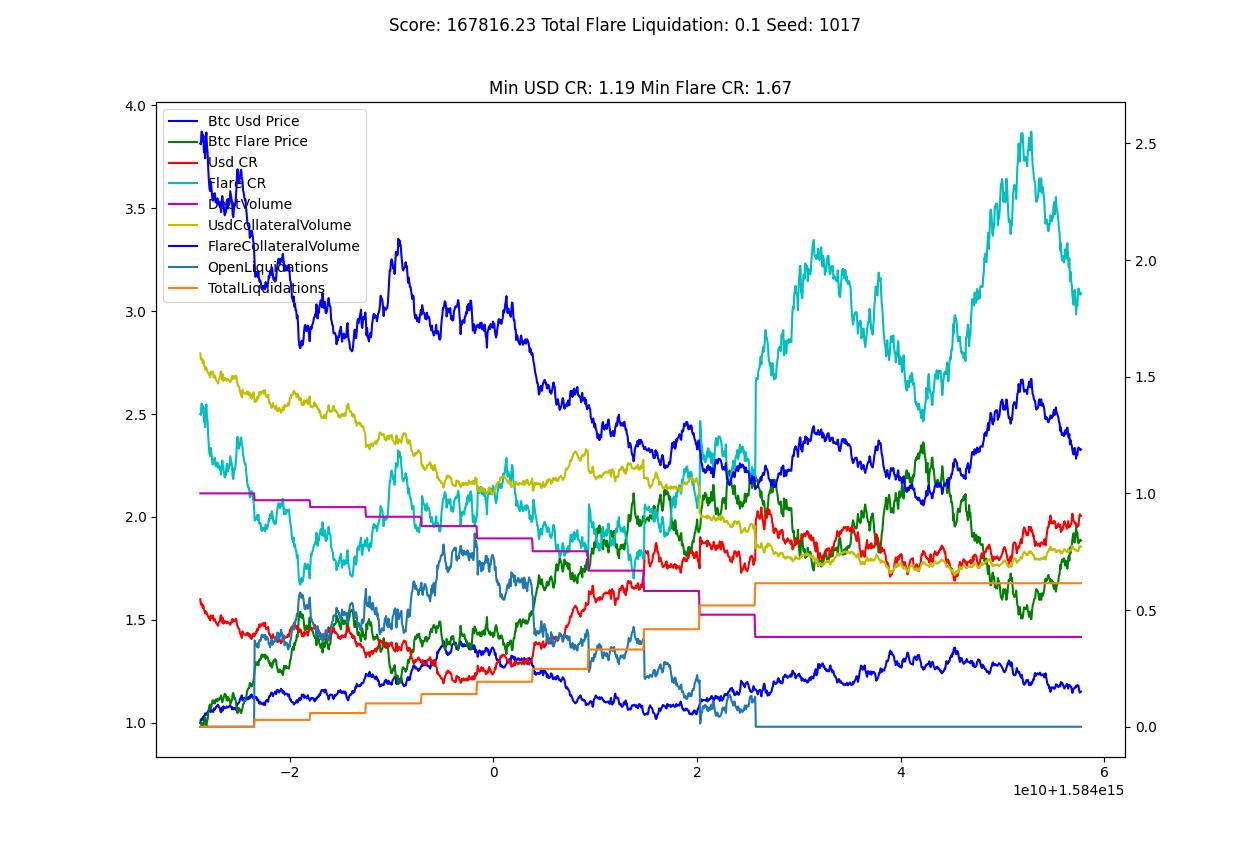 Score: 167816.23 Total Flare Liquidation: 0.1 Seed: 1017
Min USD CR: 1.19 Min Flare CR: 1.67
Btc Usd Price
Btc Flare Price
Usd CR
Flare CR
DebtVolume
UsdCollateralVolume
FlareCollateralVolume
OpenLiquidations
TotalLiquidations
4.0
3.5
3.0
2.5
2.0
1.5
1.0
2.5
2.0
1.5
1.0
0.5
0.0
−2 0 2 4 6
1e10+1.584e15